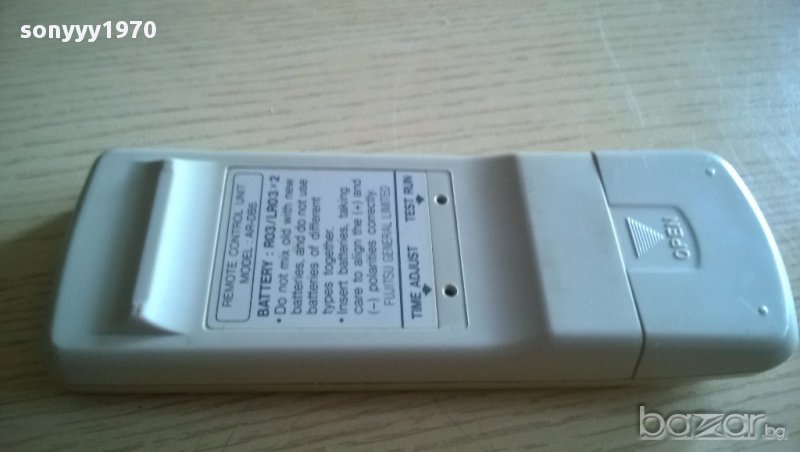 sonyyy1970
REMOTE CONTROL UNIT
MODEL: AR-DB5
BATTERY : R03/LR03×2
• Do not mix old with new
batteries, and do not use
batteries of different
types together.
• Insert batteries, taking
care to align the (+) and
(−) polarities correctly.
FUJITSU GENERAL LIMITED
TIME ADJUST TEST RUN
OPEN
bazar.bg